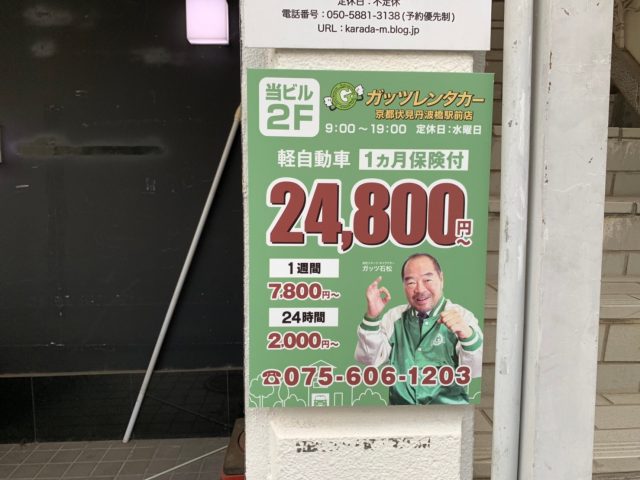 定休日：不定休
電話番号：050-5881-3138(予約優先制)
URL：karada-m.blog.jp
当ビル
2F
G
ガッツレンタカー
京都伏見丹波橋駅前店
9:00〜19:00 定休日:水曜日
軽自動車 1ヵ月保険付
24,800円〜
1週間
7,800円〜
24時間
2,000円〜
ガッツ石松
☎075-606-1203